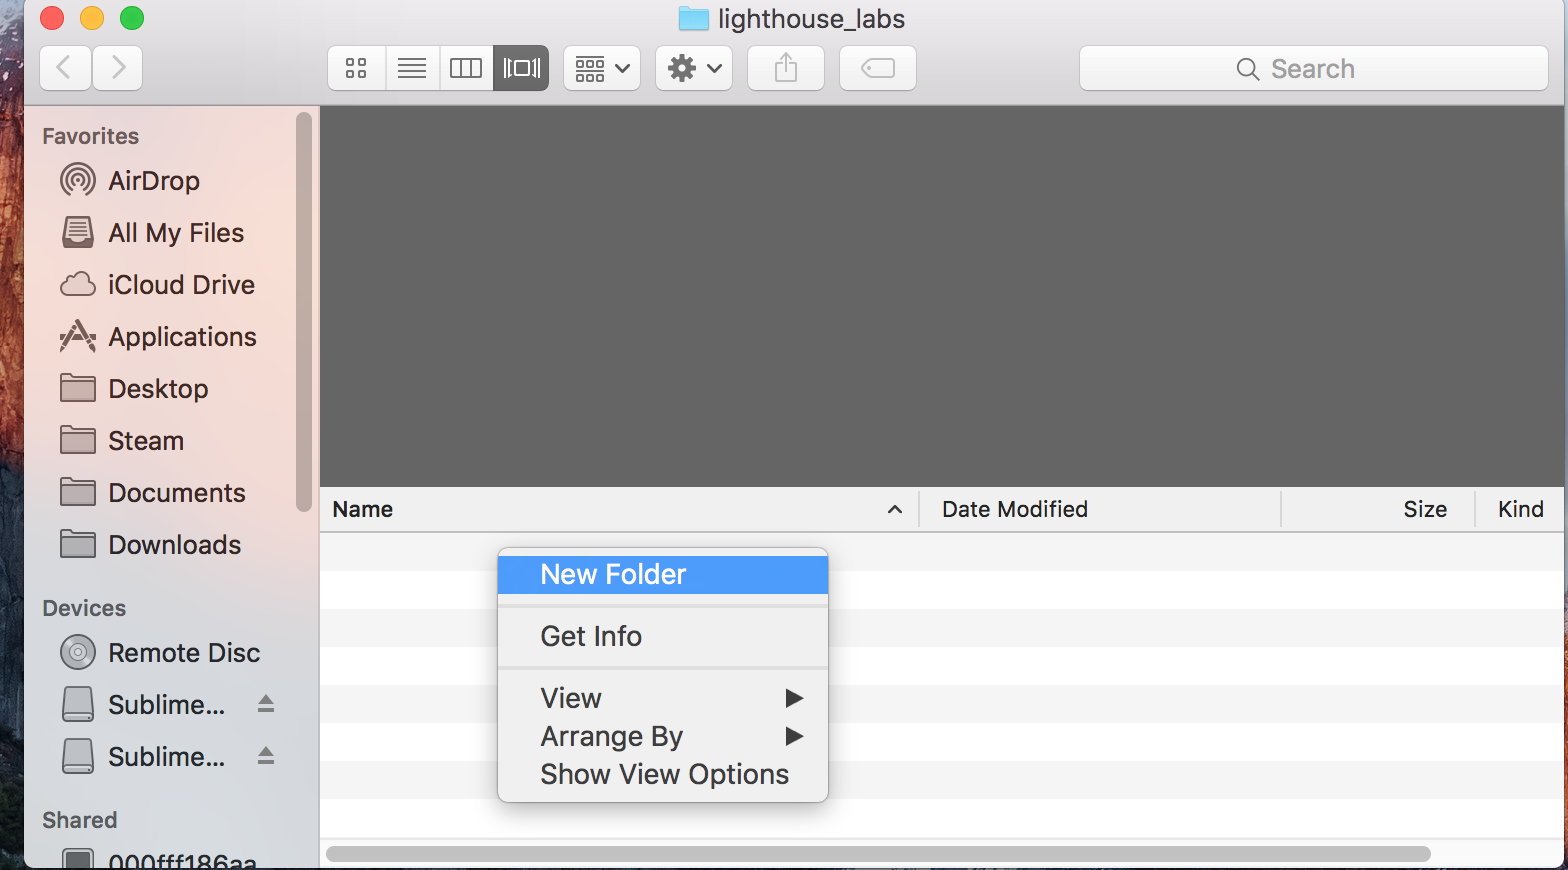 lighthouse_labs
Search
Favorites
AirDrop
All My Files
iCloud Drive
Applications
Desktop
Steam
Documents
Downloads
Devices
Remote Disc
Sublime...
Sublime...
Shared
000fff186aa
Name
Date Modified
Size
Kind
New Folder
Get Info
View
Arrange By
Show View Options